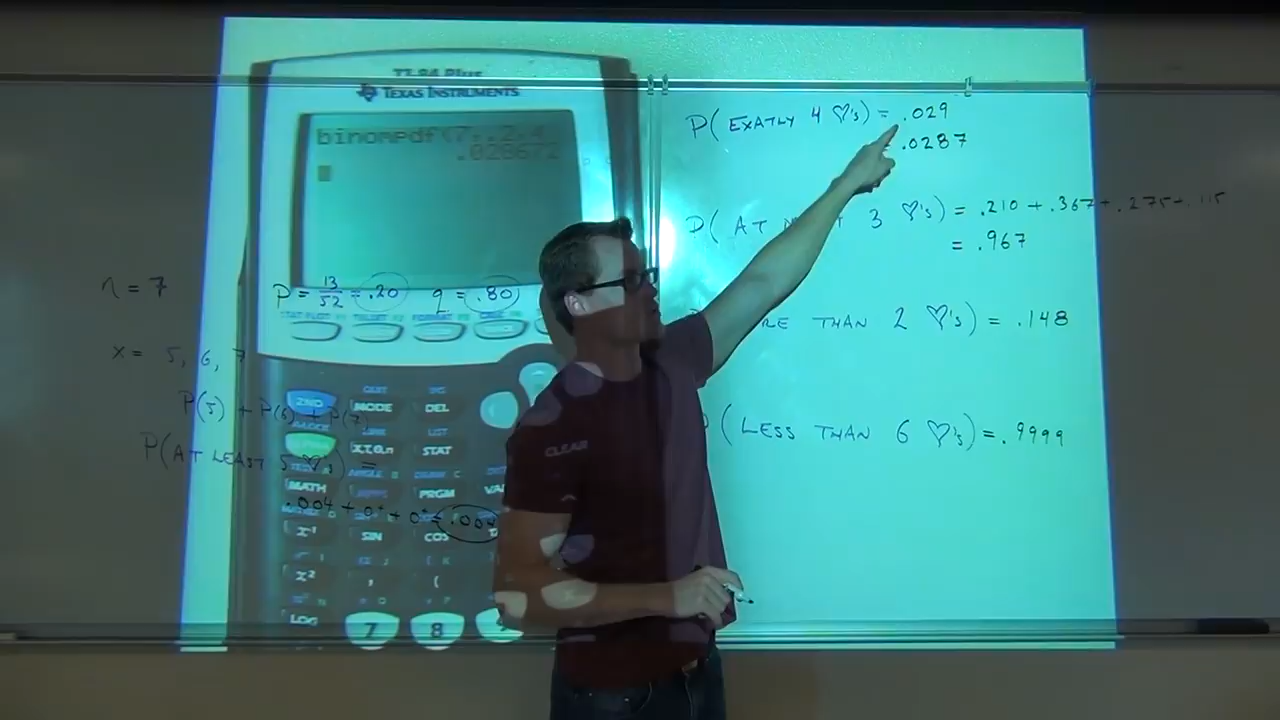 TI-84 Plus
TEXAS INSTRUMENTS
binompdf(7,.2,4
.028672
n = 7
x = 5, 6, 7
P(5) + P(6) + P(7)
P(AT LEAST 5 ♡'s) =
.004 + 0⁺ + 0⁺ = .004
P = 13/52 = .20 q = .80
P(EXATLY 4 ♡'s) = .029
.0287
P(AT 3 ♡'s) = .210 + .367 + .275 + .115
= .967
THAN 2 ♡'s) = .148
(LESS THAN 6 ♡'s) = .9999
2ND MODE DEL
X,T,Θ,n STAT
CLEAR
MATH PRGM
x⁻¹ SIN COS
x² , (
LOG 7 8